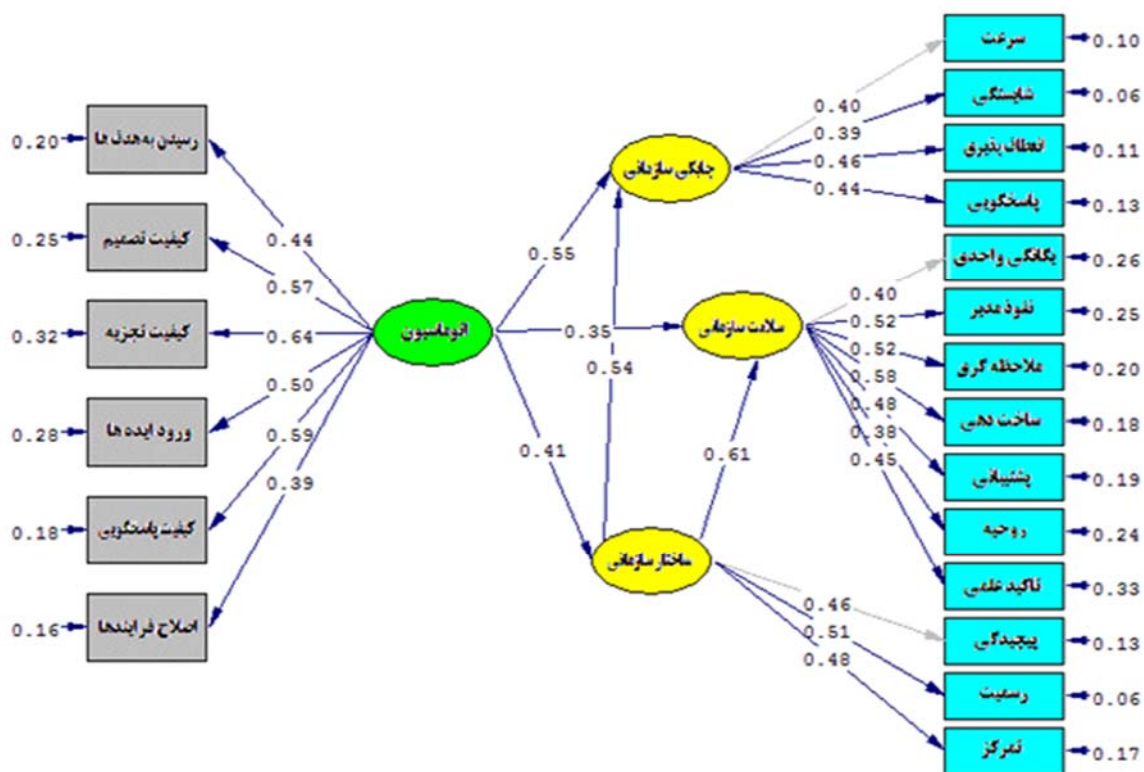 سرعت
0.10
0.40
شایستگی
0.06
0.39
انعطاف پذیری
0.11
0.46
پاسخگویی
0.13
0.44
یگانگی واحدی
0.26
0.40
نفوذ مدیر
0.25
0.52
ملاحظه گری
0.20
0.52
ساخت دهی
0.18
0.58
پشتیبانی
0.19
0.48
روحیه
0.24
0.38
تاکید علمی
0.33
0.45
پیچیدگی
0.13
0.46
رسمیت
0.06
0.51
تمرکز
0.17
0.48
چابکی سازمانی
سلامت سازمانی
ساختار سازمانی
0.55
0.35
0.54
0.41
0.61
اتوماسیون
0.20
رسیدن به هدف ها
0.44
0.25
کیفیت تصمیم
0.57
0.32
کیفیت تجزیه
0.64
0.28
ورود ایده ها
0.50
0.18
کیفیت پاسخگویی
0.59
0.16
اصلاح فرایندها
0.39